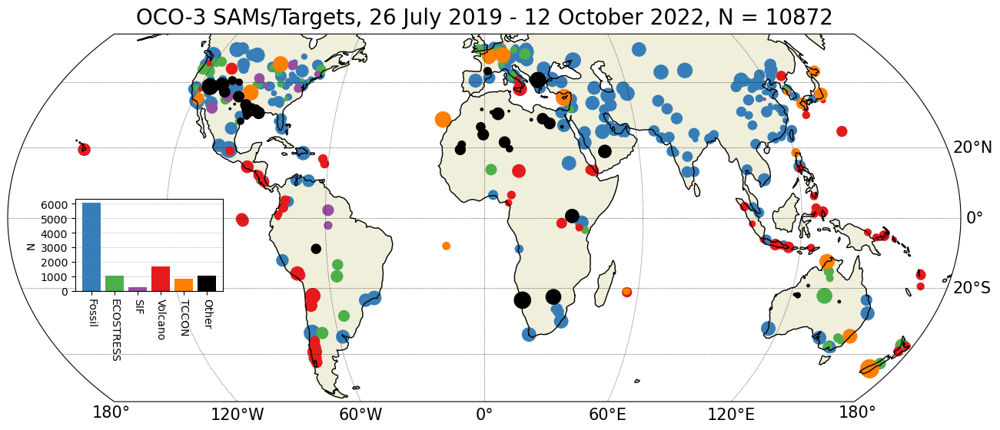 OCO-3 SAMs/Targets, 26 July 2019 - 12 October 2022, N = 10872
20°N
0°
20°S
6000
5000
4000
3000
2000
1000
0
N
Fossil
ECOSTRESS
SIF
Volcano
TCCON
Other
180°
120°W
60°W
0°
60°E
120°E
180°